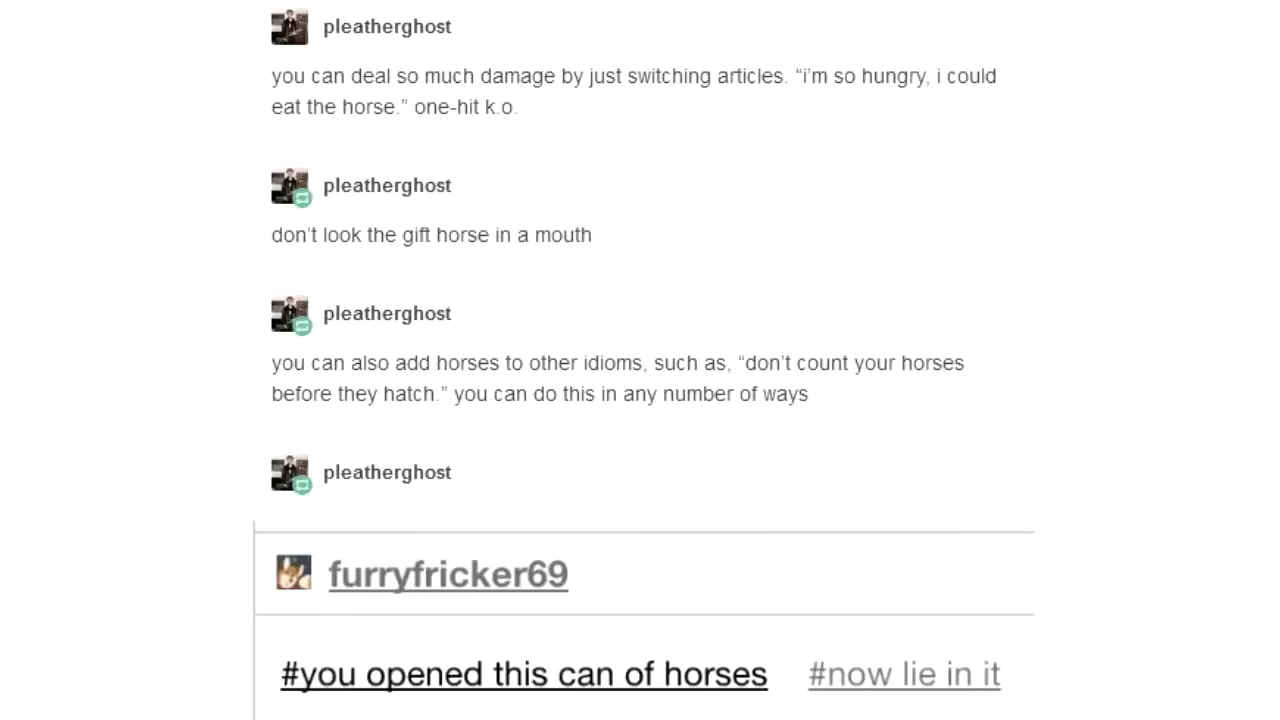 pleatherghost
you can deal so much damage by just switching articles. “i’m so hungry, i could
eat the horse.” one-hit k.o.
pleatherghost
don’t look the gift horse in a mouth
pleatherghost
you can also add horses to other idioms, such as, “don’t count your horses
before they hatch.” you can do this in any number of ways
pleatherghost
furryfricker69
#you opened this can of horses #now lie in it